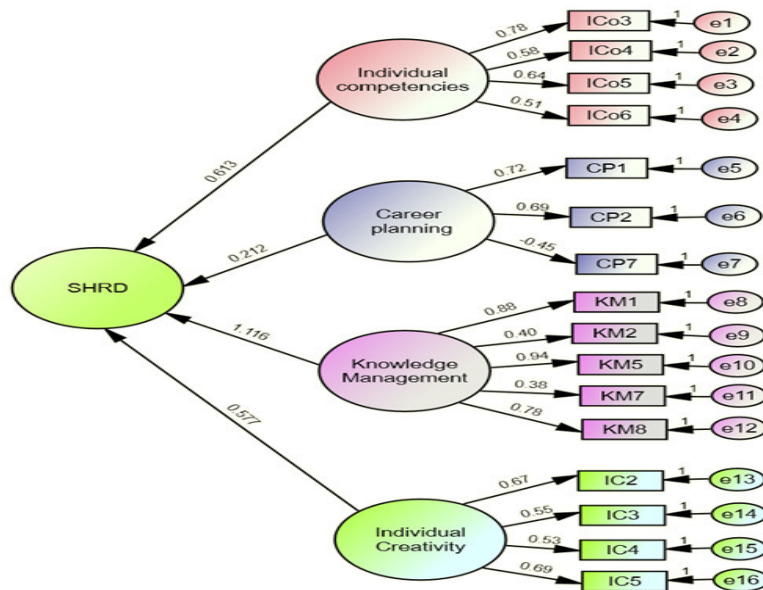 0.78
ICo3
1
e1
Individual
competencies
0.58
ICo4
1
e2
0.64
ICo5
1
e3
0.51
ICo6
1
e4
0.613
0.72
CP1
1
e5
Career
planning
0.69
CP2
1
e6
-0.45
CP7
1
e7
0.212
SHRD
0.88
KM1
1
e8
1.116
Knowledge
Management
0.40
KM2
1
e9
0.94
KM5
1
e10
0.38
KM7
1
e11
0.78
KM8
1
e12
0.577
0.67
IC2
1
e13
Individual
Creativity
0.55
IC3
1
e14
0.53
IC4
1
e15
0.69
IC5
1
e16